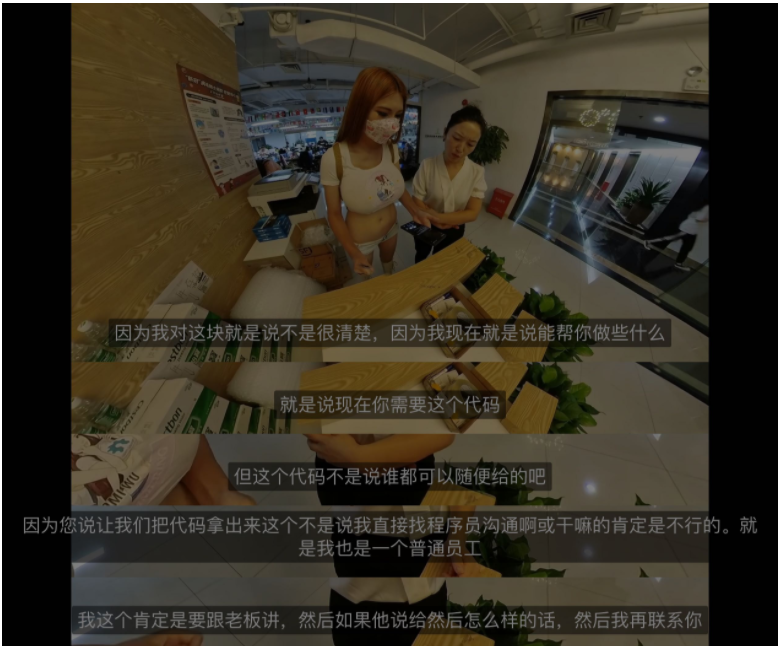 因为我对这块就是说不是很清楚，因为我现在就是说能帮你做些什么
就是说现在你需要这个代码
但这个代码不是说谁都可以随便给的吧
因为您说让我们把代码拿出来这个不是说我直接找程序员沟通啊或干嘛的肯定是不行的。就
是我也是一个普通员工
我这个肯定是要跟老板讲，然后如果他说给然后怎么样的话，然后我再联系你